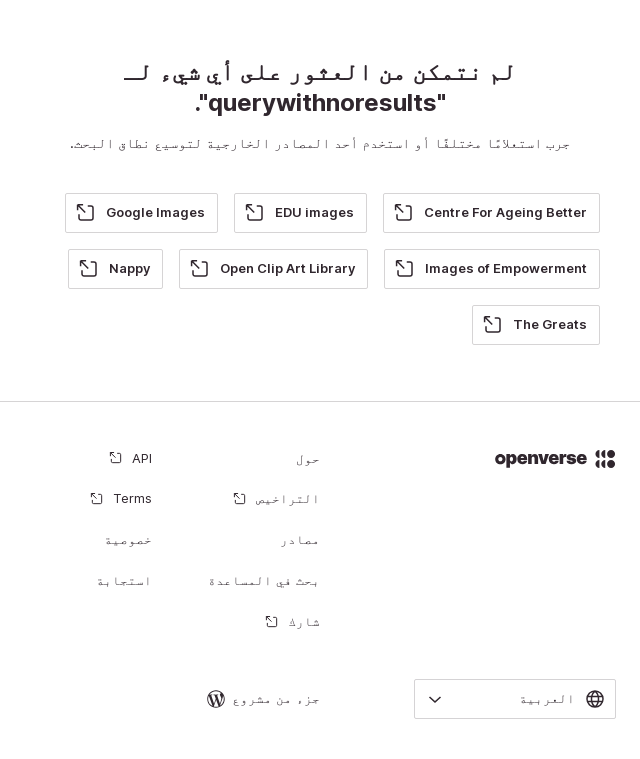 لم نتمكن من العثور على أي شيء لـ
"querywithnoresults".
جرب استعلامًا مختلفًا أو استخدم أحد المصادر الخارجية لتوسيع نطاق البحث.
Centre For Ageing Better
EDU images
Google Images
Images of Empowerment
Open Clip Art Library
Nappy
The Greats
openverse
حول
التراخيص
مصادر
بحث في المساعدة
شارك
API
Terms
خصوصية
استجابة
العربية
جزء من مشروع